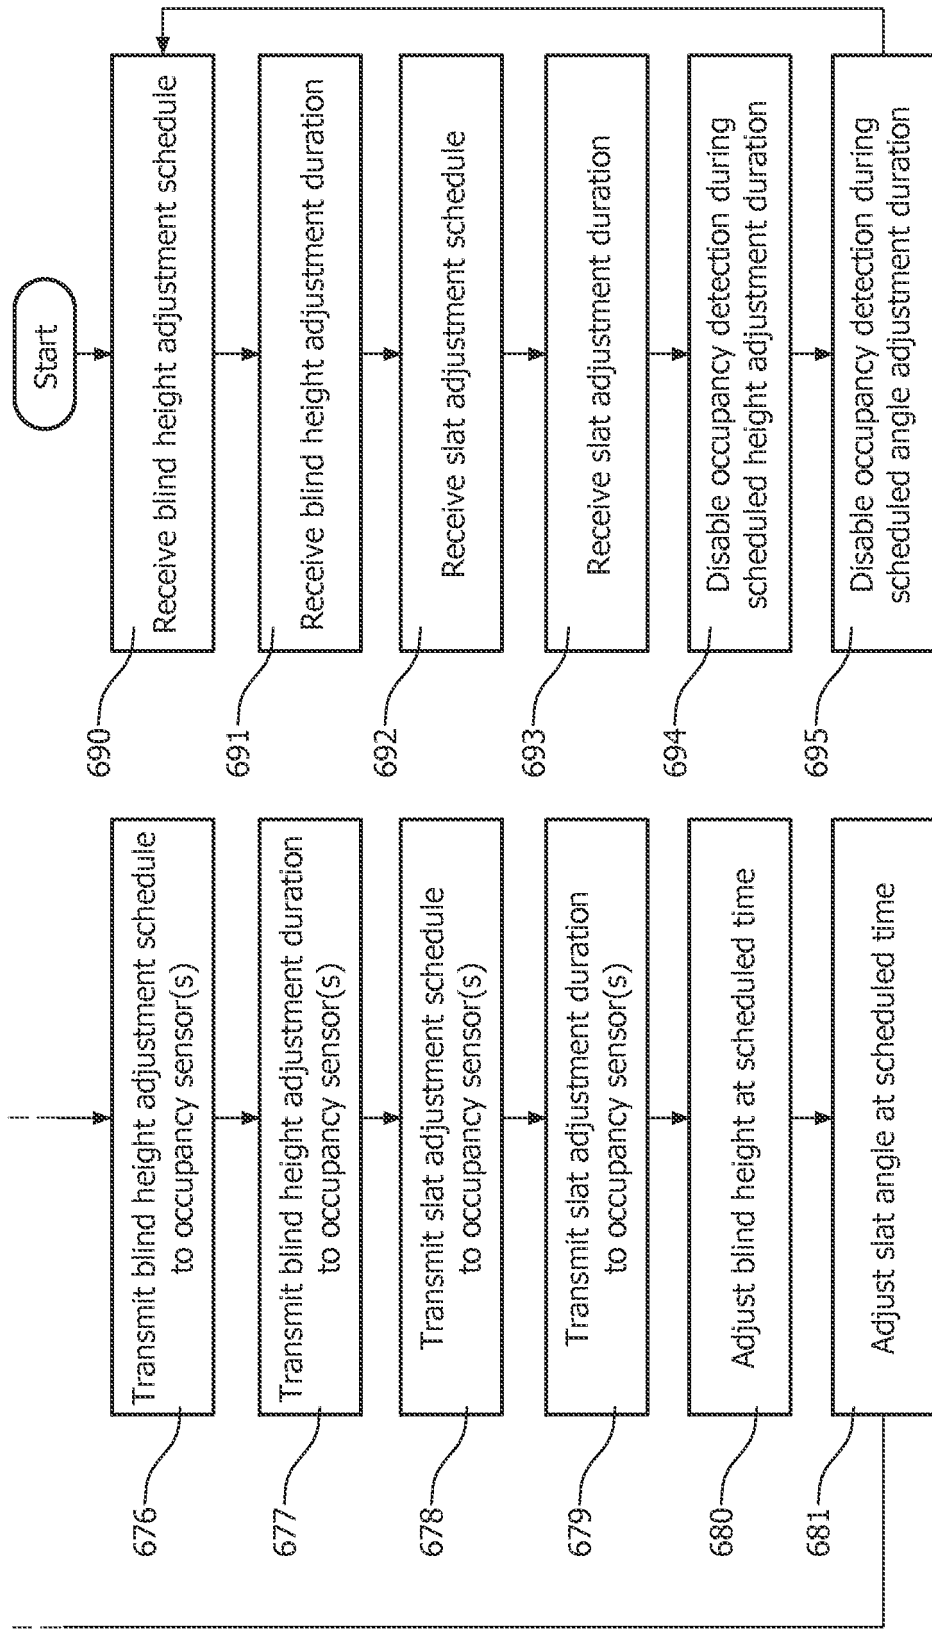 676
Transmit blind height adjustment schedule
to occupancy sensor(s)
677
Transmit blind height adjustment duration
to occupancy sensor(s)
678
Transmit slat adjustment schedule
to occupancy sensor(s)
679
Transmit slat adjustment duration
to occupancy sensor(s)
680
Adjust blind height at scheduled time
681
Adjust slat angle at scheduled time
Start
690
Receive blind height adjustment schedule
691
Receive blind height adjustment duration
692
Receive slat adjustment schedule
693
Receive slat adjustment duration
694
Disable occupancy detection during
scheduled height adjustment duration
695
Disable occupancy detection during
scheduled angle adjustment duration